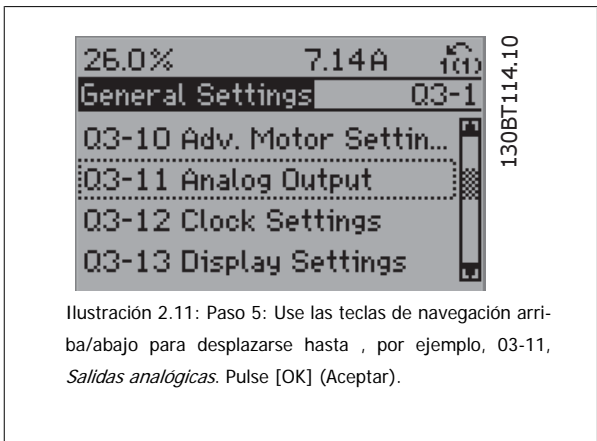 26.0% 7.14A 1(1)
General Settings Q3-1
Q3-10 Adv. Motor Settin...
Q3-11 Analog Output
Q3-12 Clock Settings
Q3-13 Display Settings
130BT114.10
Ilustración 2.11: Paso 5: Use las teclas de navegación arri-
ba/abajo para desplazarse hasta , por ejemplo, 03-11,
Salidas analógicas. Pulse [OK] (Aceptar).